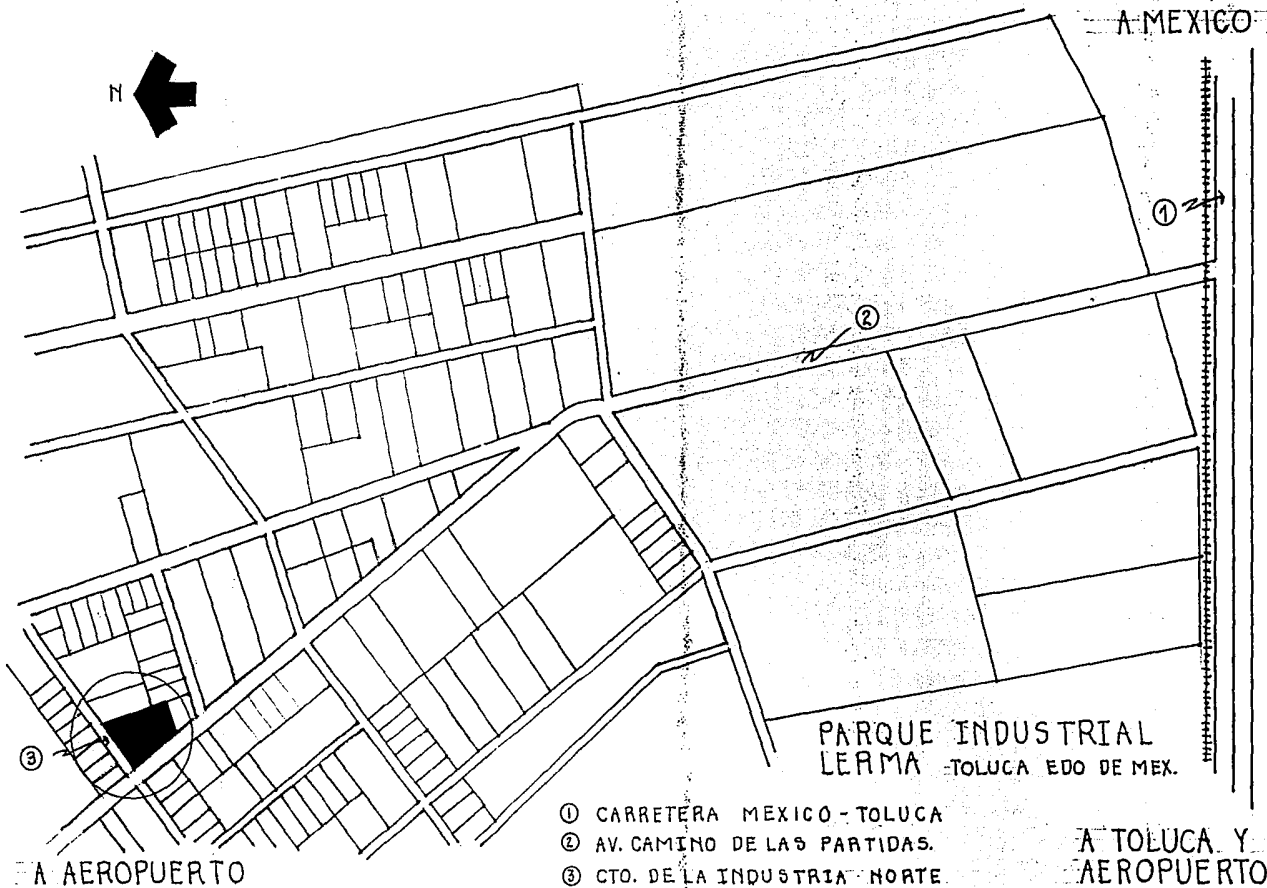 A MEXICO
N
①
②
③
PARQUE INDUSTRIAL
LERMA - TOLUCA EDO DE MEX.
① CARRETERA MEXICO - TOLUCA
② AV. CAMINO DE LAS PARTIDAS.
③ CTO. DE LA INDUSTRIA NORTE
A AEROPUERTO
A TOLUCA Y
AEROPUERTO